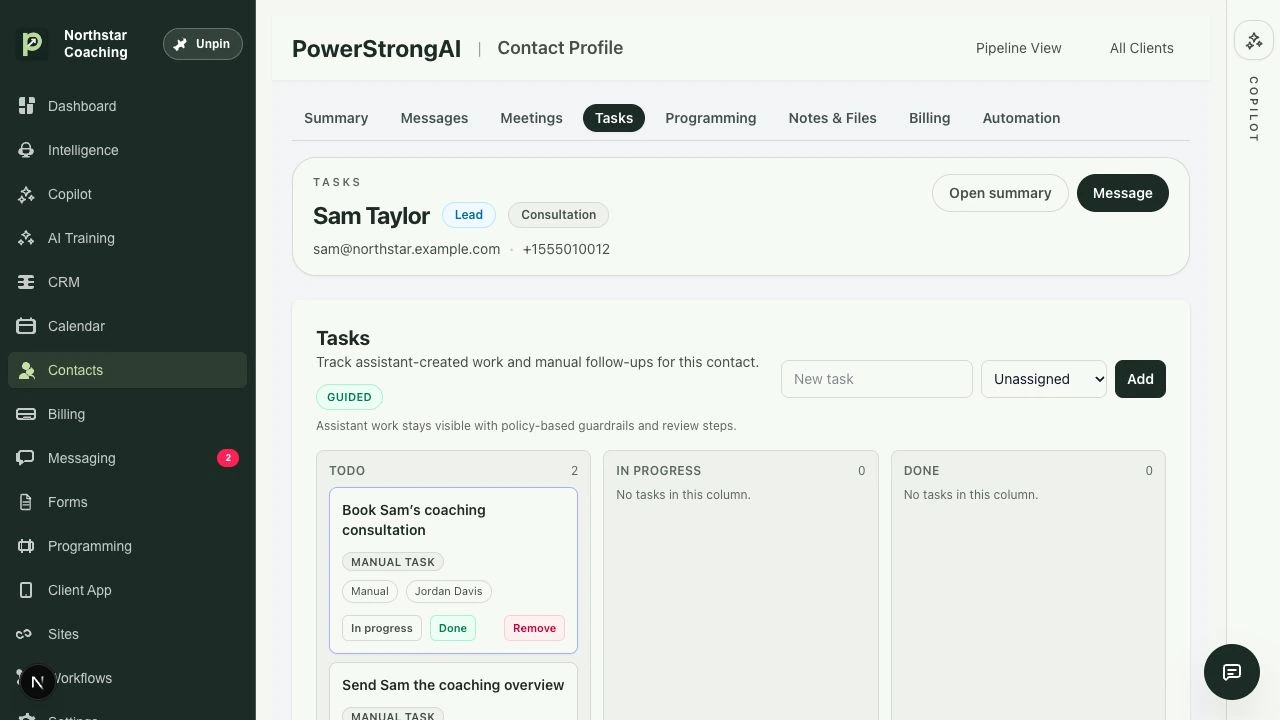 Northstar
Coaching
Unpin
Dashboard
Intelligence
Copilot
AI Training
CRM
Calendar
Contacts
Billing
Messaging
2
Forms
Programming
Client App
Sites
Workflows
Settings
N
PowerStrongAI | Contact Profile
Pipeline View
All Clients
Summary
Messages
Meetings
Tasks
Programming
Notes & Files
Billing
Automation
TASKS
Sam Taylor
Lead
Consultation
sam@northstar.example.com · +1555010012
Open summary
Message
Tasks
Track assistant-created work and manual follow-ups for this contact.
GUIDED
Assistant work stays visible with policy-based guardrails and review steps.
New task
Unassigned
Add
TODO
2
Book Sam’s coaching
consultation
MANUAL TASK
Manual
Jordan Davis
In progress
Done
Remove
Send Sam the coaching overview
MANUAL TASK
IN PROGRESS
0
No tasks in this column.
DONE
0
No tasks in this column.
COPILOT